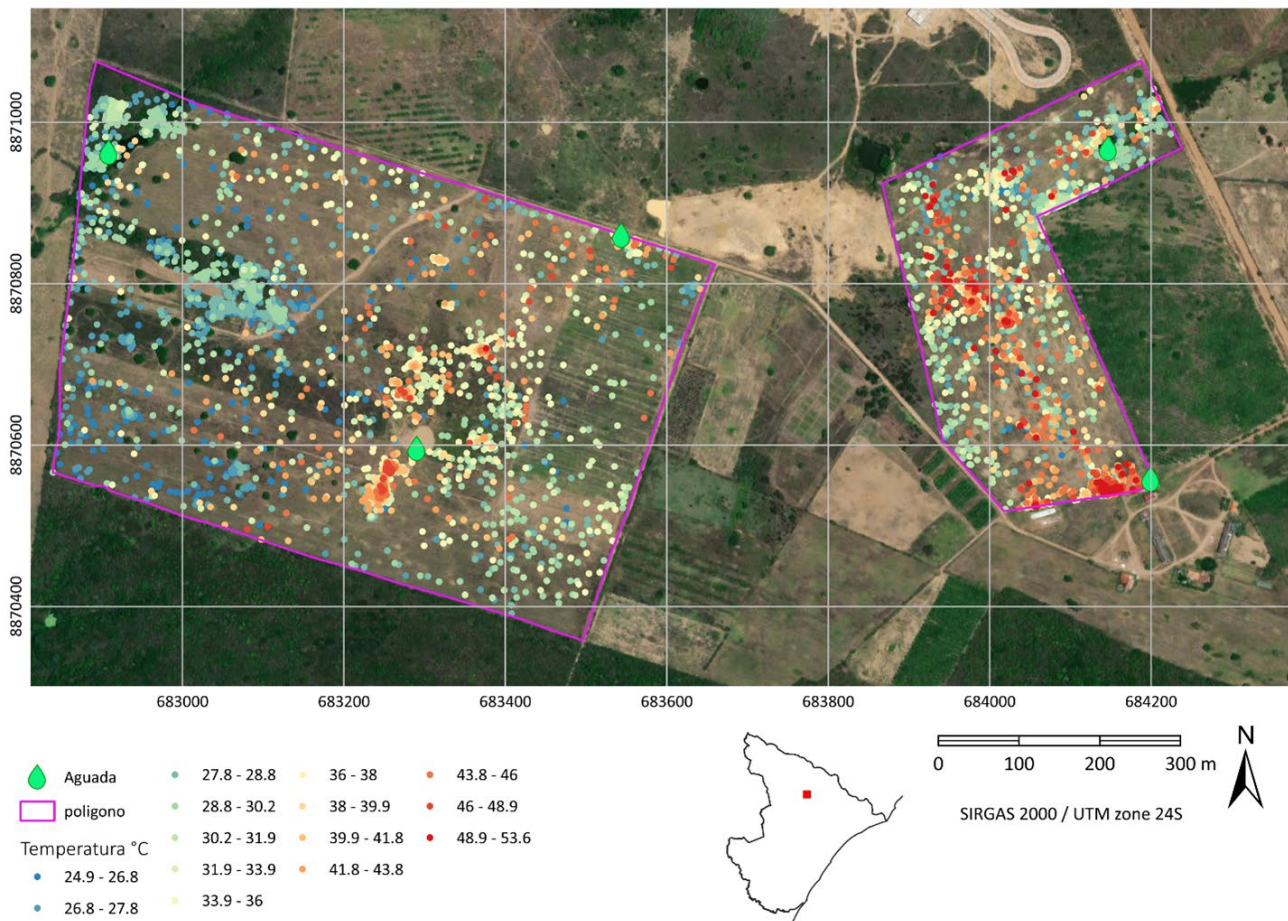 8871000
8870800
8870600
8870400
683000 683200 683400 683600 683800 684000 684200
Aguada
poligono
Temperatura °C
24.9 - 26.8
26.8 - 27.8
27.8 - 28.8
28.8 - 30.2
30.2 - 31.9
31.9 - 33.9
33.9 - 36
36 - 38
38 - 39.9
39.9 - 41.8
41.8 - 43.8
43.8 - 46
46 - 48.9
48.9 - 53.6
0 100 200 300 m
SIRGAS 2000 / UTM zone 24S
N